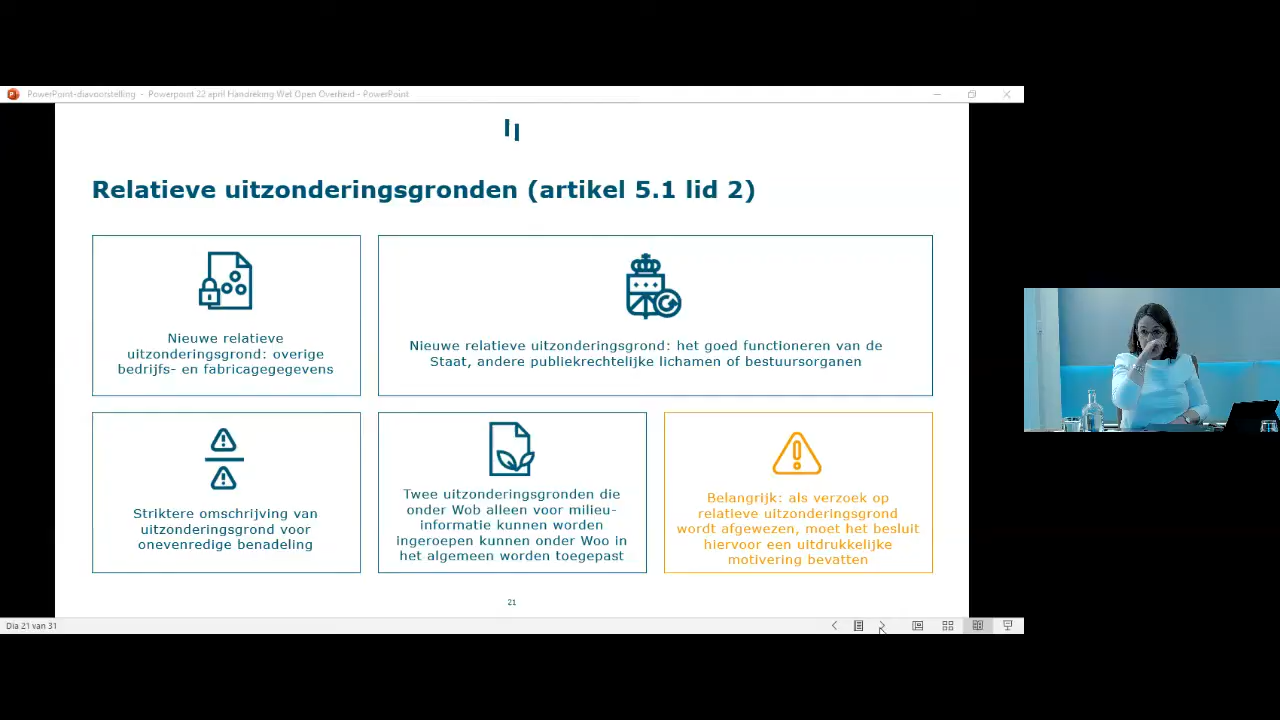 PowerPoint-diavoorstelling - Powerpoint 22 april Handreiking Wet Open Overheid - PowerPoint
Relatieve uitzonderingsgronden (artikel 5.1 lid 2)
Nieuwe relatieve
uitzonderingsgrond: overige
bedrijfs- en fabricagegegevens
Nieuwe relatieve uitzonderingsgrond: het goed functioneren van de
Staat, andere publiekrechtelijke lichamen of bestuursorganen
Striktere omschrijving van
uitzonderingsgrond voor
onevenredige benadeling
Twee uitzonderingsgronden die
onder Wob alleen voor milieu-
informatie kunnen worden
ingeroepen kunnen onder Woo in
het algemeen worden toegepast
Belangrijk: als verzoek op
relatieve uitzonderingsgrond
wordt afgewezen, moet het besluit
hiervoor een uitdrukkelijke
motivering bevatten
21
Dia 21 van 31